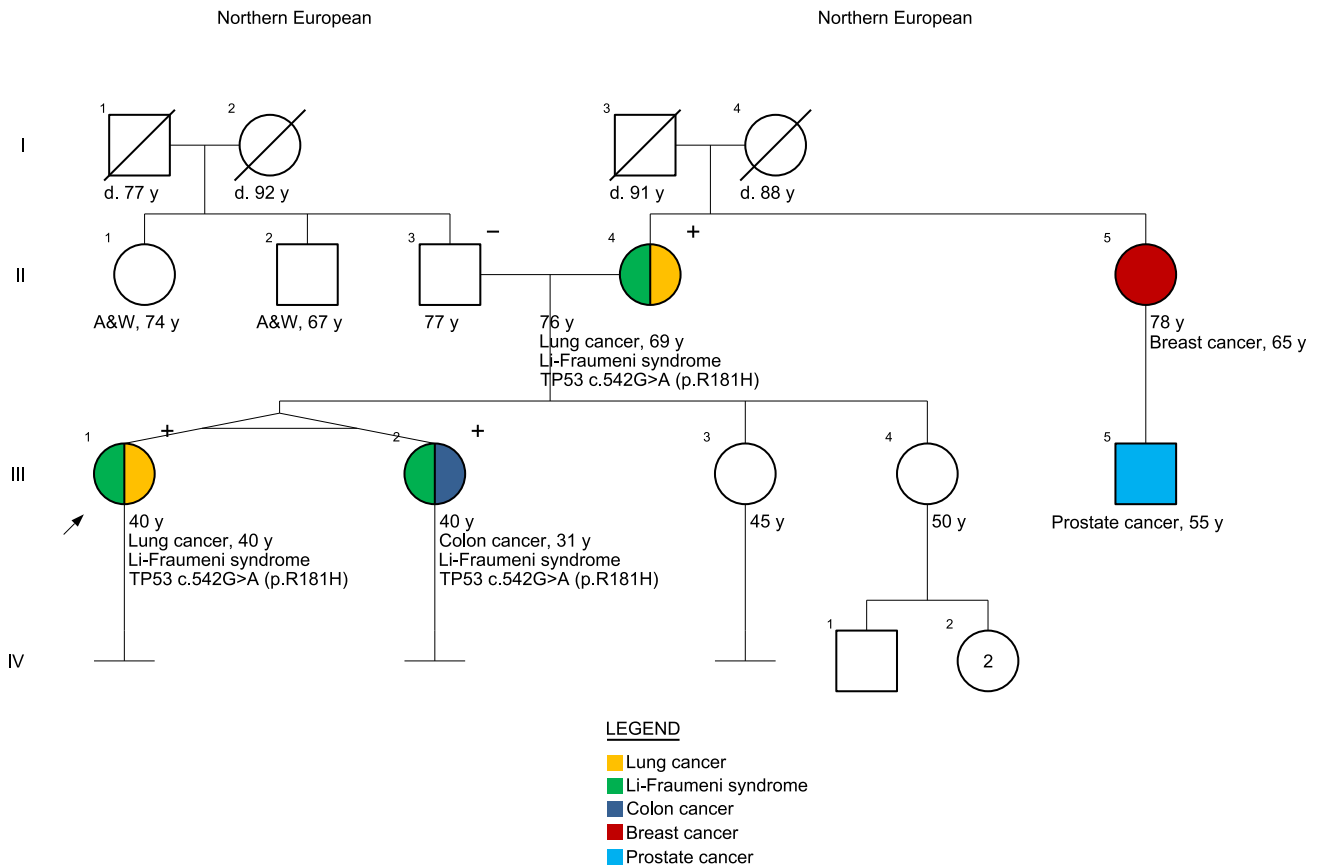 Northern European
Northern European
1
2
3
4
I
d. 77 y
d. 92 y
d. 91 y
d. 88 y
1
2
3
−
4
+
5
II
A&W, 74 y
A&W, 67 y
77 y
76 y
Lung cancer, 69 y
Li-Fraumeni syndrome
TP53 c.542G>A (p.R181H)
78 y
Breast cancer, 65 y
1
+
2
+
3
4
5
III
40 y
Lung cancer, 40 y
Li-Fraumeni syndrome
TP53 c.542G>A (p.R181H)
40 y
Colon cancer, 31 y
Li-Fraumeni syndrome
TP53 c.542G>A (p.R181H)
45 y
50 y
Prostate cancer, 55 y
1
2
IV
2
LEGEND
Lung cancer
Li-Fraumeni syndrome
Colon cancer
Breast cancer
Prostate cancer